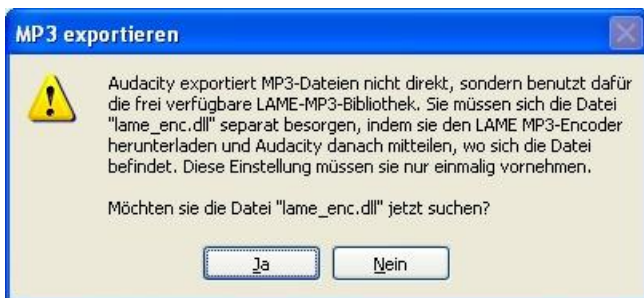 MP3 exportieren
Audacity exportiert MP3-Dateien nicht direkt, sondern benutzt dafür
die frei verfügbare LAME-MP3-Bibliothek. Sie müssen sich die Datei
"lame_enc.dll" separat besorgen, indem sie den LAME MP3-Encoder
herunterladen und Audacity danach mitteilen, wo sich die Datei
befindet. Diese Einstellung müssen sie nur einmalig vornehmen.
Möchten sie die Datei "lame_enc.dll" jetzt suchen?
Ja
Nein